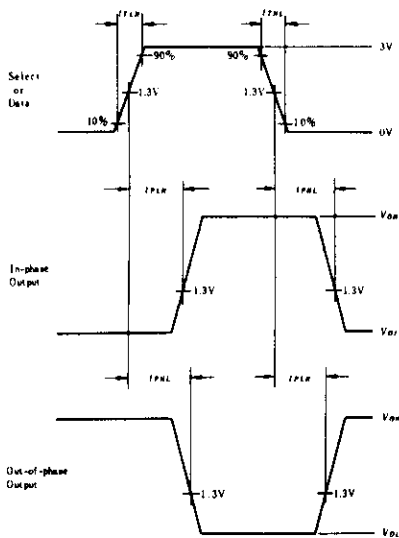 tTLH
tTHL
3V
90%
90%
Select
or
Data
1.3V
1.3V
10%
10%
0V
tPLH
tPHL
VOH
In-phase
Output
1.3V
1.3V
VOL
tPHL
tPLH
VOH
Out-of-phase
Output
1.3V
1.3V
VOL